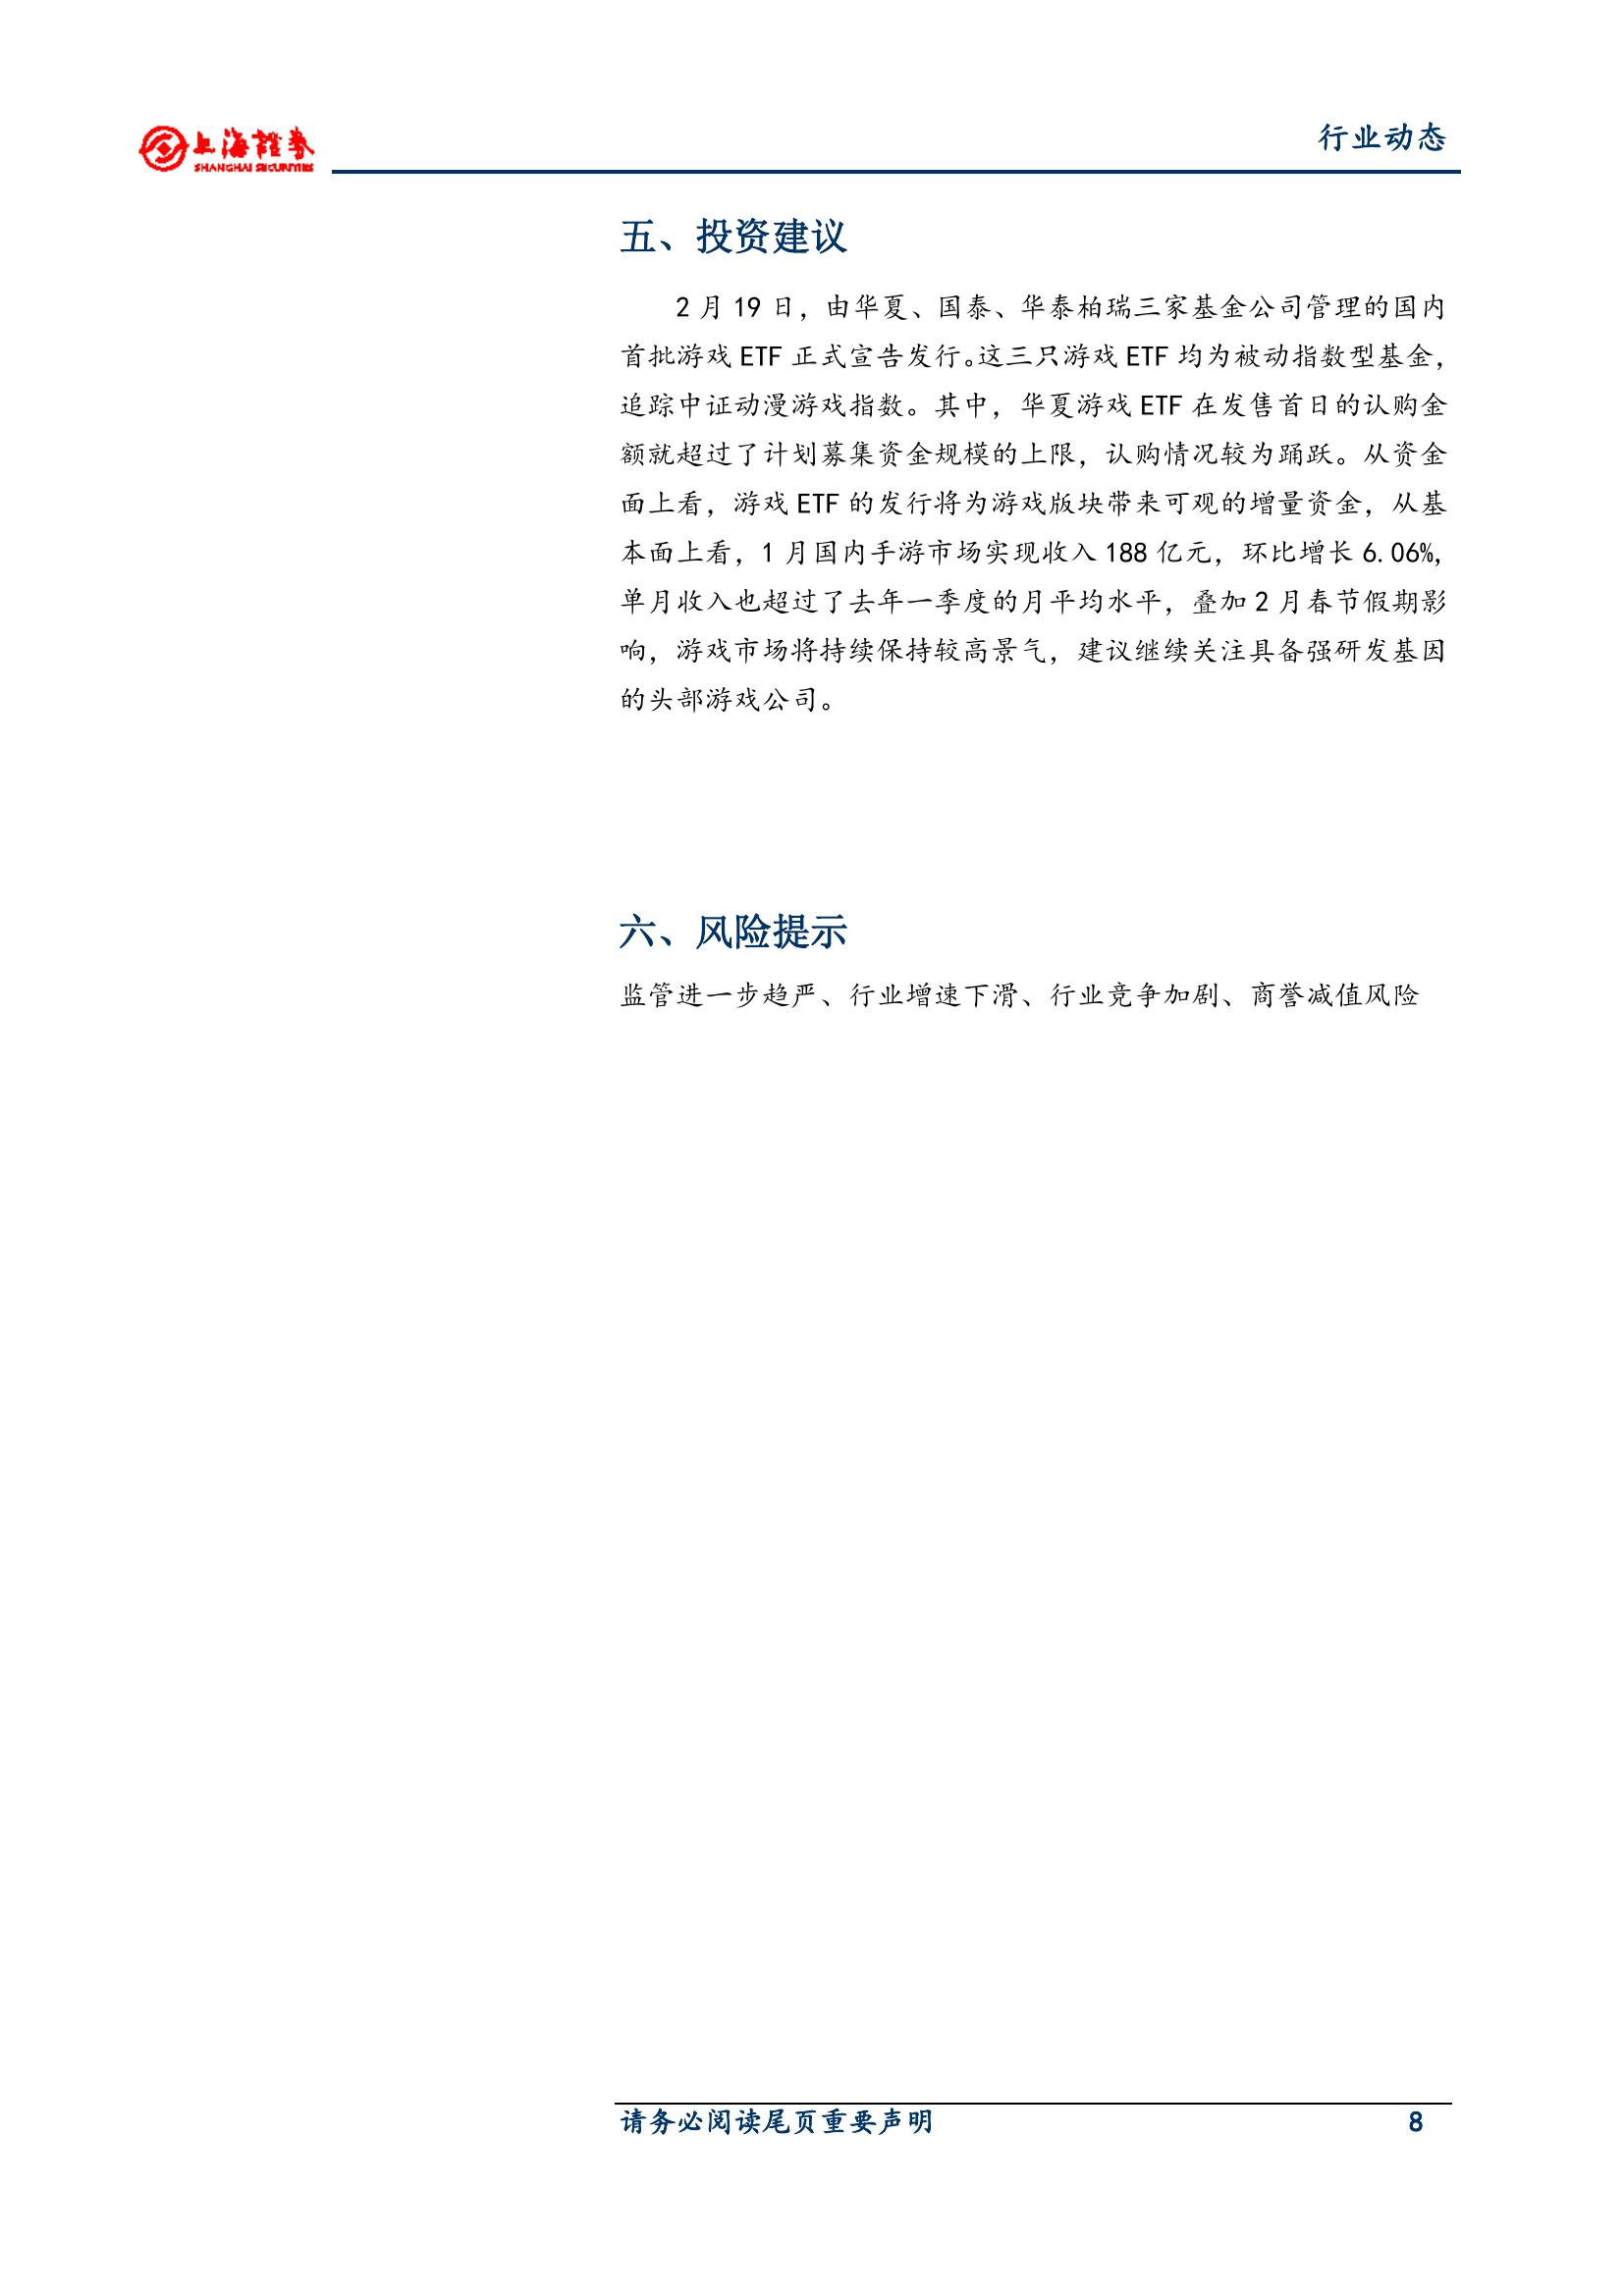 上海證券
SHANGHAI SECURITIES
行业动态
五、投资建议
2 月 19 日，由华夏、国泰、华泰柏瑞三家基金公司管理的国内
首批游戏 ETF 正式宣告发行。这三只游戏 ETF 均为被动指数型基金，
追踪中证动漫游戏指数。其中，华夏游戏 ETF 在发售首日的认购金
额就超过了计划募集资金规模的上限，认购情况较为踊跃。从资金
面上看，游戏 ETF 的发行将为游戏版块带来可观的增量资金，从基
本面上看，1 月国内手游市场实现收入 188 亿元，环比增长 6.06%，
单月收入也超过了去年一季度的月平均水平，叠加 2 月春节假期影
响，游戏市场将持续保持较高景气，建议继续关注具备强研发基因
的头部游戏公司。
六、风险提示
监管进一步趋严、行业增速下滑、行业竞争加剧、商誉减值风险
请务必阅读尾页重要声明
8